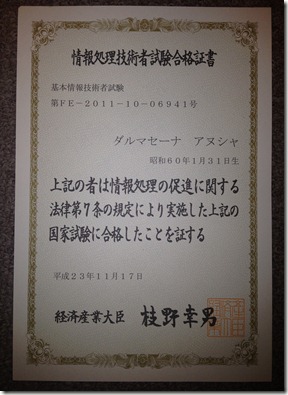 情報処理技術者試験合格証書
基本情報技術者試験
第FE－2011－10－06941号
ダルマセーナ　アヌシャ
昭和60年1月31日生
上記の者は情報処理の促進に関する
法律第7条の規定により実施した上記の
国家試験に合格したことを証する
平成23年11月17日
経済産業大臣　枝野幸男